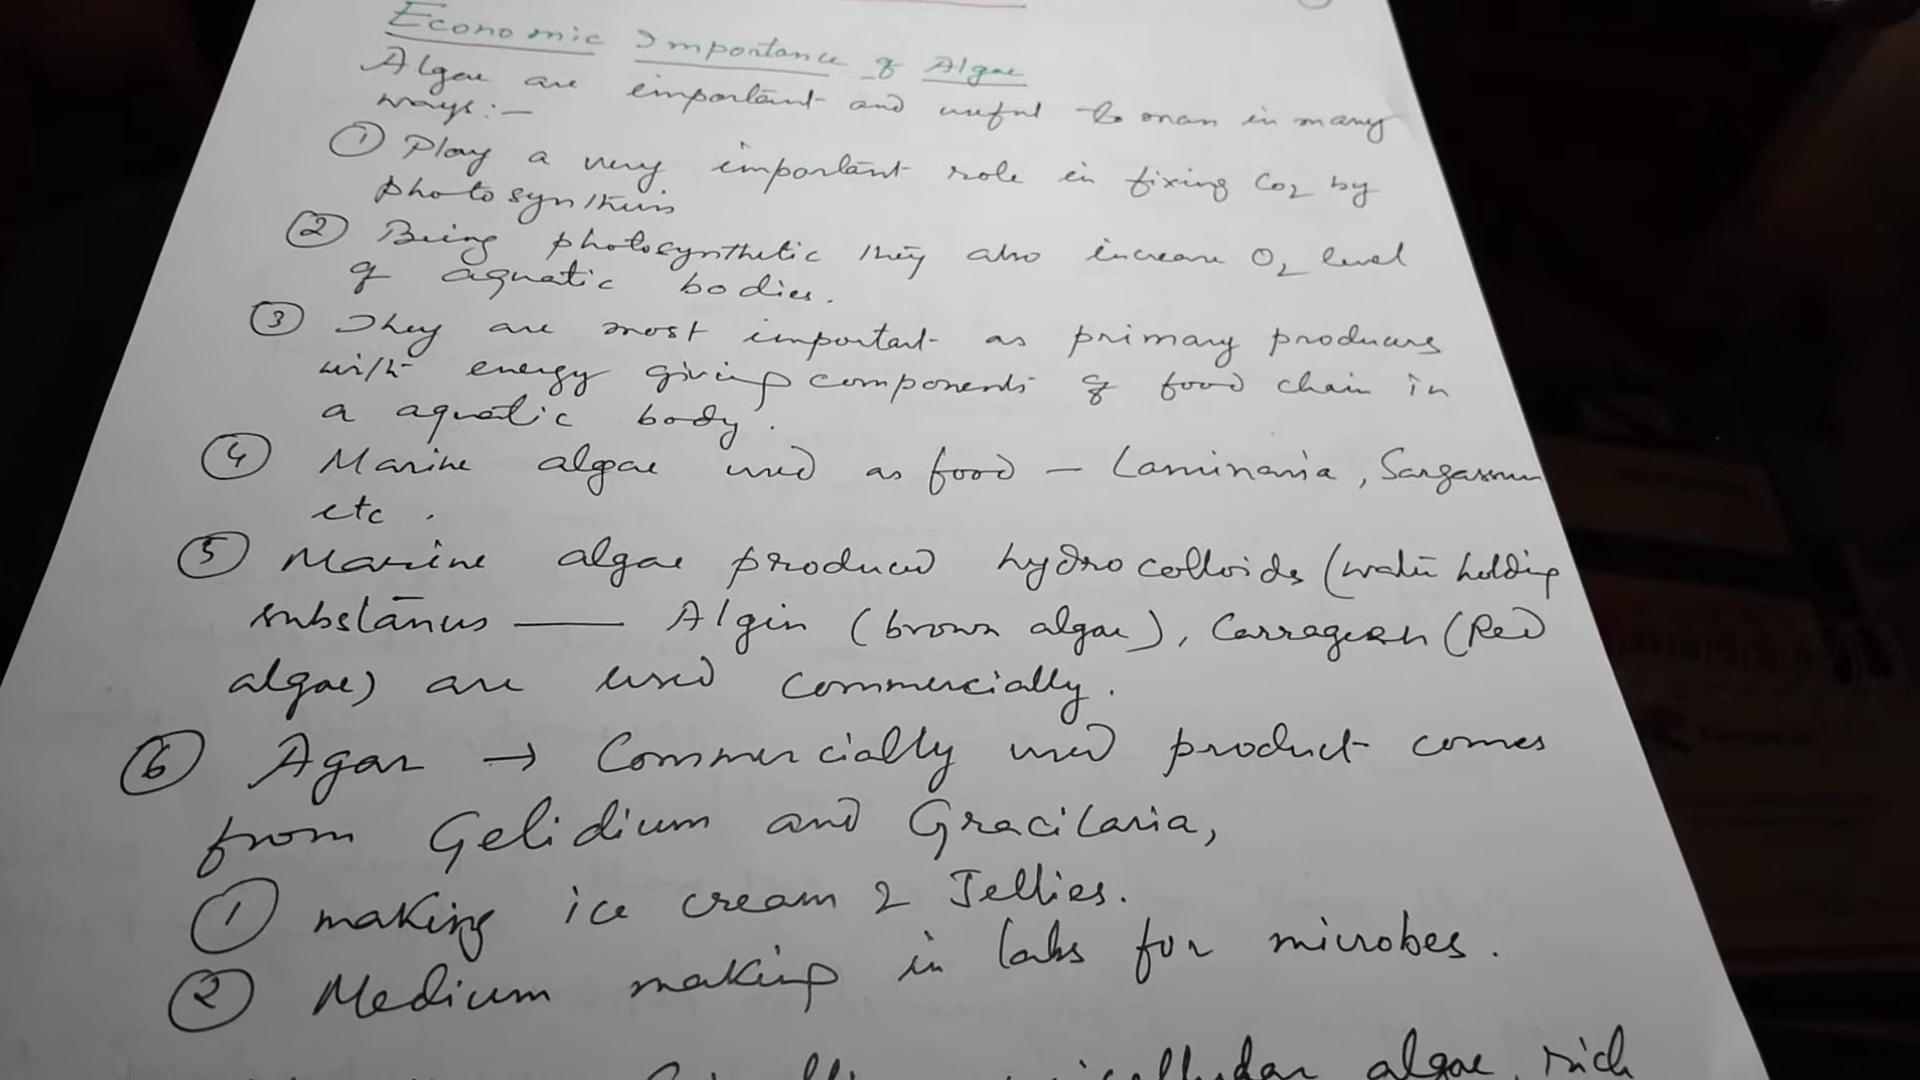 Economic Importance of Algae
Algae are important and useful to man in many
ways:-
① Play a very important role in fixing CO2 by
photosynthesis
② Being photosynthetic they also increase O2 level
of aquatic bodies.
③ They are most important as primary producers
with energy giving components of food chain in
a aquatic body.
④ Marine algae used as food - Laminaria, Sargassum
etc.
⑤ Marine algae produced hydrocolloids (water holding
substances — Algin (brown algae), Carragean (Red
algae) are used commercially.
⑥ Agar → Commercially used product comes
from Gelidium and Gracilaria,
① making ice cream & Jellies.
② Medium making in labs for microbes.
algae, rich